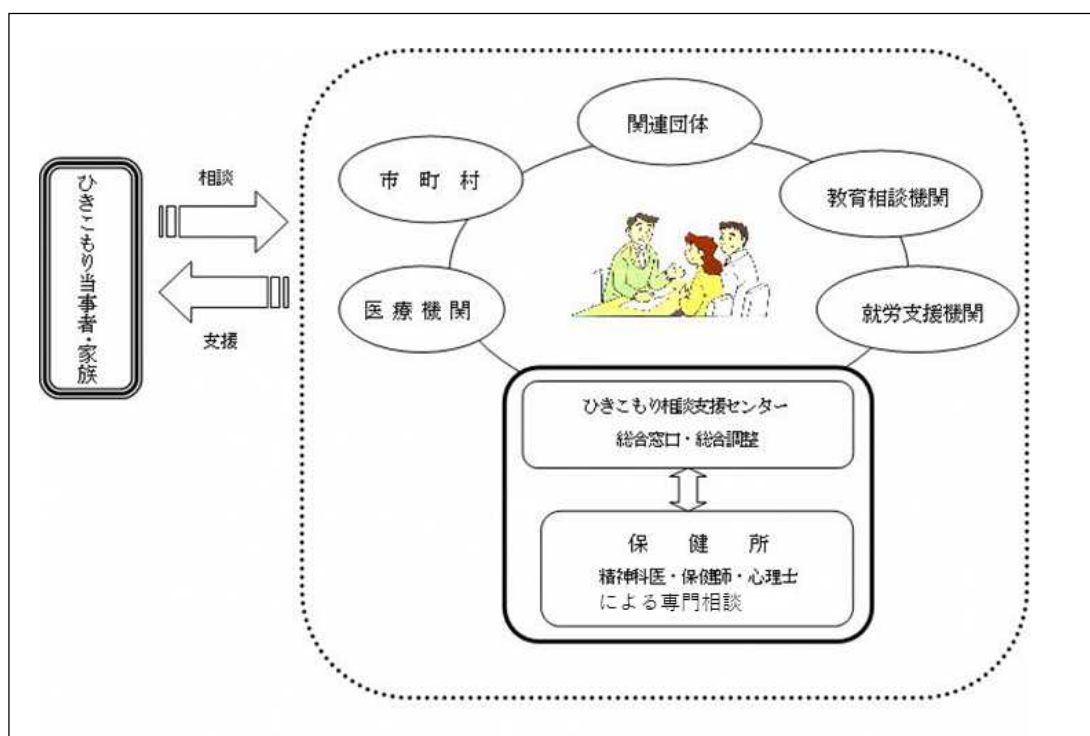 ひきこもり当事者・家族
相談
支援
関連団体
市町村
教育相談機関
医療機関
就労支援機関
ひきこもり相談支援センター
総合窓口・総合調整
保健所
精神科医・保健師・心理士
による専門相談